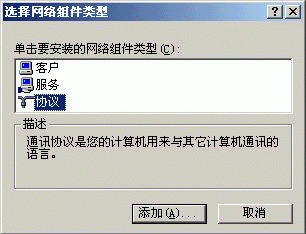 选择网络组件类型
单击要安装的网络组件类型(C):
客户
服务
协议
描述
通讯协议是您的计算机用来与其它计算机通讯的
语言。
添加(A)... 取消